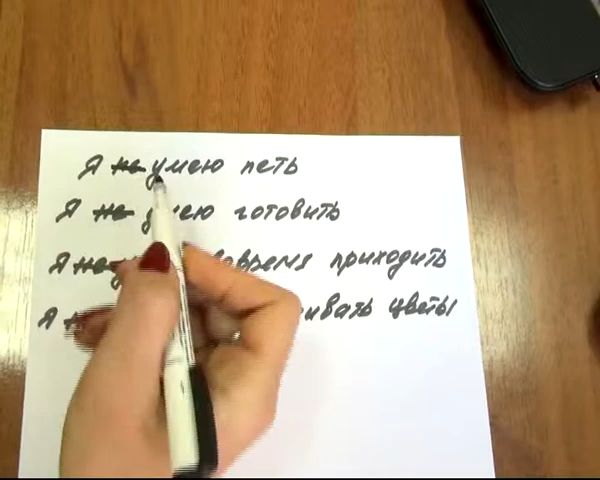 Я не умею петь
Я не умею готовить
Я не вовремя приходить
Я цветы